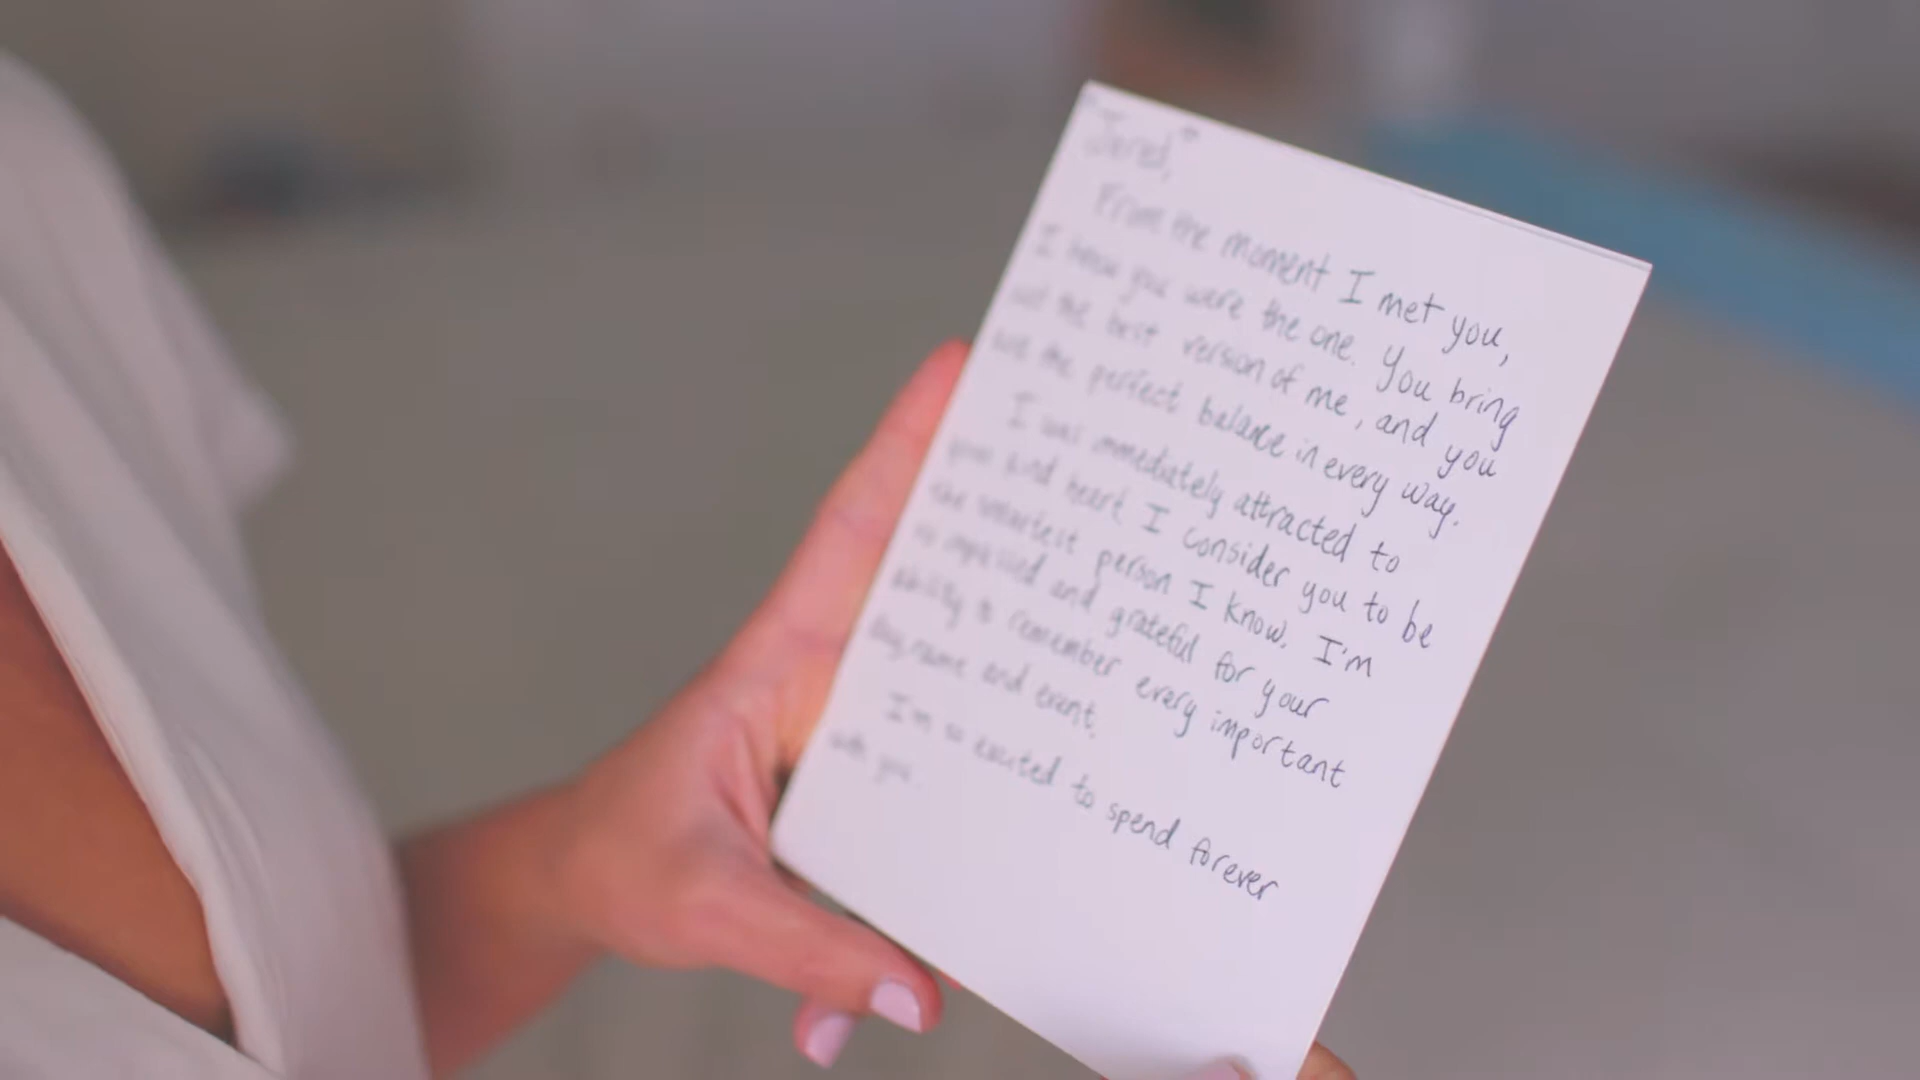 Jared,
From the moment I met you,
I knew you were the one. You bring
out the best version of me, and you
are the perfect balance in every way.
I was immediately attracted to
your kind heart I consider you to be
the smartest person I know. I'm
so impressed and grateful for your
ability to remember every important
day, name and event.
I'm so excited to spend forever
with you.